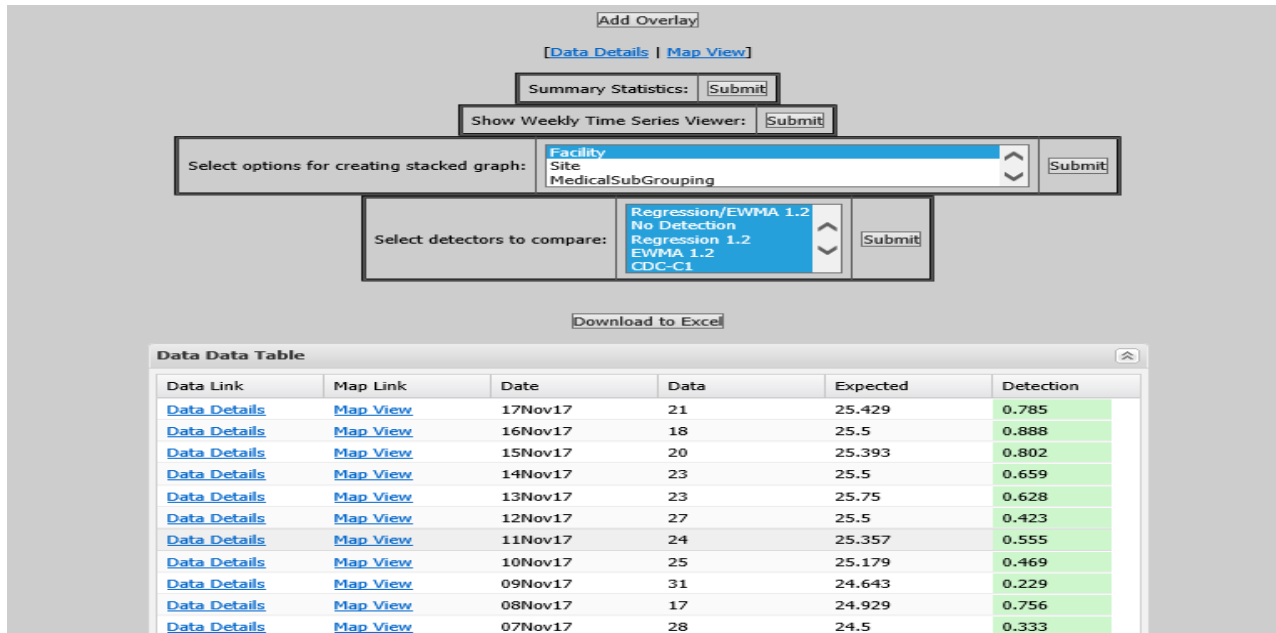 Add Overlay
[Data Details | Map View]
Summary Statistics: Submit
Show Weekly Time Series Viewer: Submit
Select options for creating stacked graph: Facility Submit
Site
MedicalSubGrouping
Select detectors to compare: Regression/EWMA 1.2 Submit
No Detection
Regression 1.2
EWMA 1.2
CDC-C1
Download to Excel
Data Data Table
Data Link Map Link Date Data Expected Detection
Data Details Map View 17Nov17 21 25.429 0.785
Data Details Map View 16Nov17 18 25.5 0.888
Data Details Map View 15Nov17 20 25.393 0.802
Data Details Map View 14Nov17 23 25.5 0.659
Data Details Map View 13Nov17 23 25.75 0.628
Data Details Map View 12Nov17 27 25.5 0.423
Data Details Map View 11Nov17 24 25.357 0.555
Data Details Map View 10Nov17 25 25.179 0.469
Data Details Map View 09Nov17 31 24.643 0.229
Data Details Map View 08Nov17 17 24.929 0.756
Data Details Map View 07Nov17 28 24.5 0.333